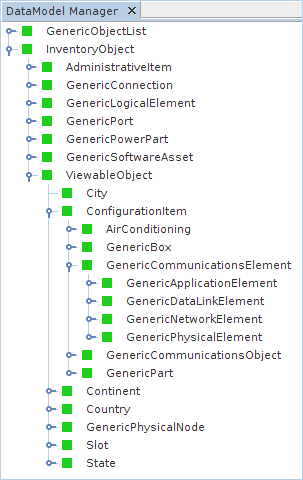 DataModel Manager
GenericObjectList
InventoryObject
AdministrativeItem
GenericConnection
GenericLogicalElement
GenericPort
GenericPowerPart
GenericSoftwareAsset
ViewableObject
City
ConfigurationItem
AirConditioning
GenericBox
GenericCommunicationsElement
GenericApplicationElement
GenericDataLinkElement
GenericNetworkElement
GenericPhysicalElement
GenericCommunicationsObject
GenericPart
Continent
Country
GenericPhysicalNode
Slot
State